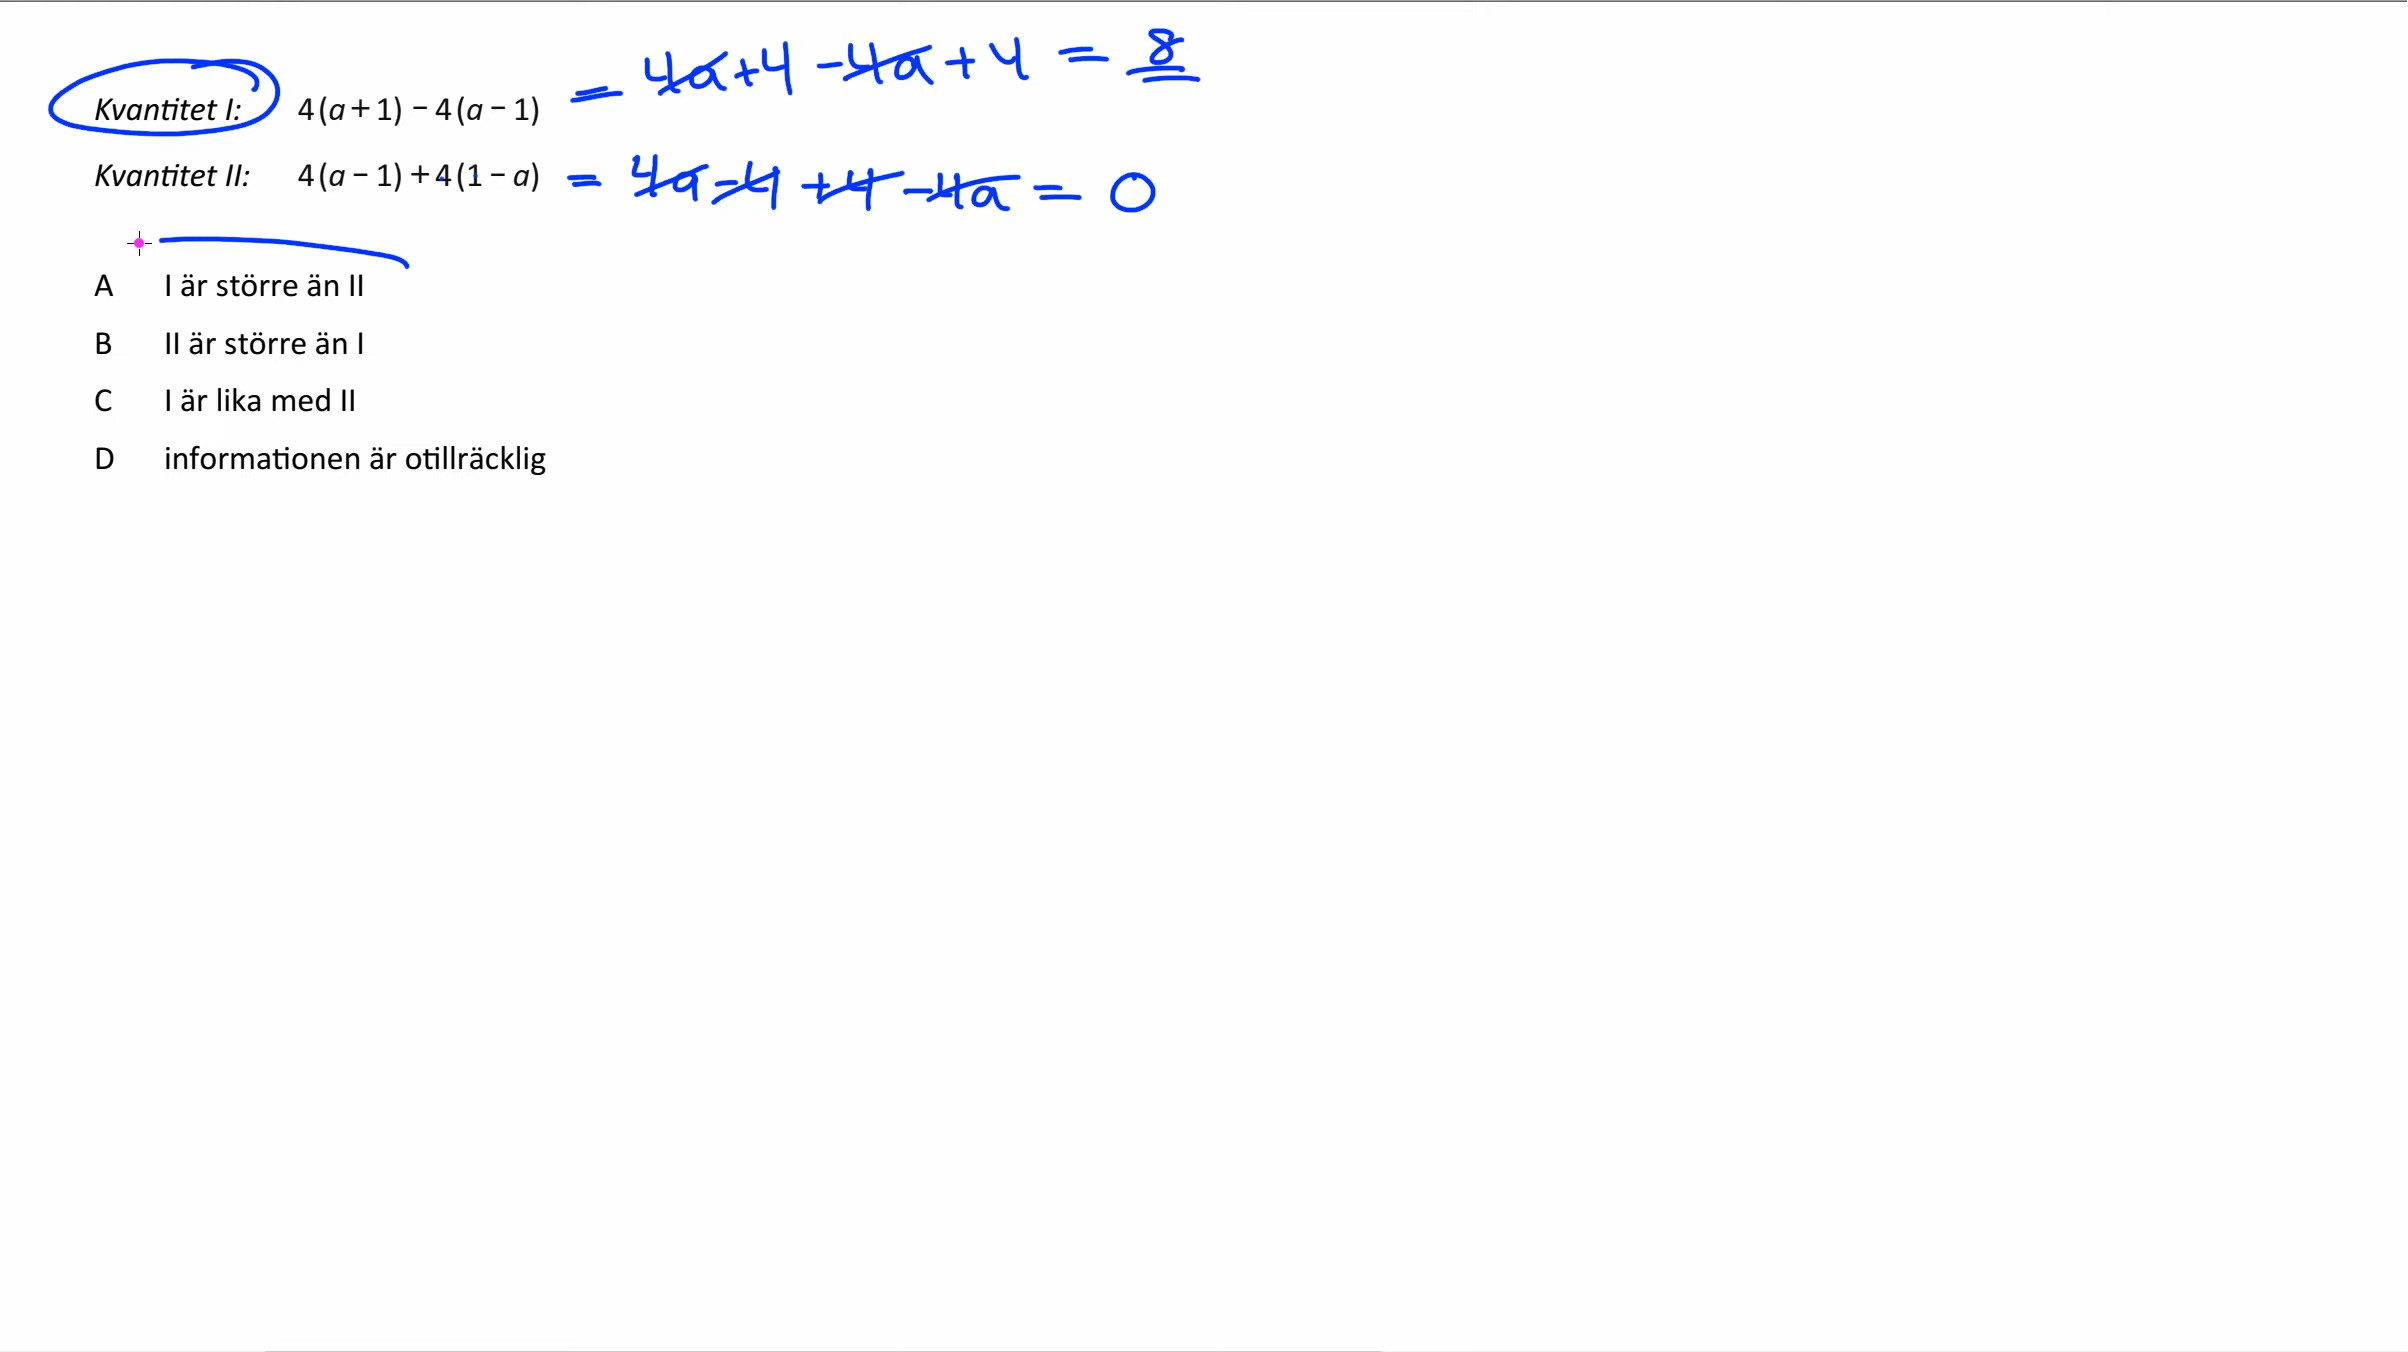 Kvantitet I: 4(a + 1) − 4(a − 1) = 4a + 4 - 4a + 4 = 8
Kvantitet II: 4(a − 1) + 4(1 − a) = 4a - 4 + 4 - 4a = 0
A I är större än II
B II är större än I
C I är lika med II
D informationen är otillräcklig